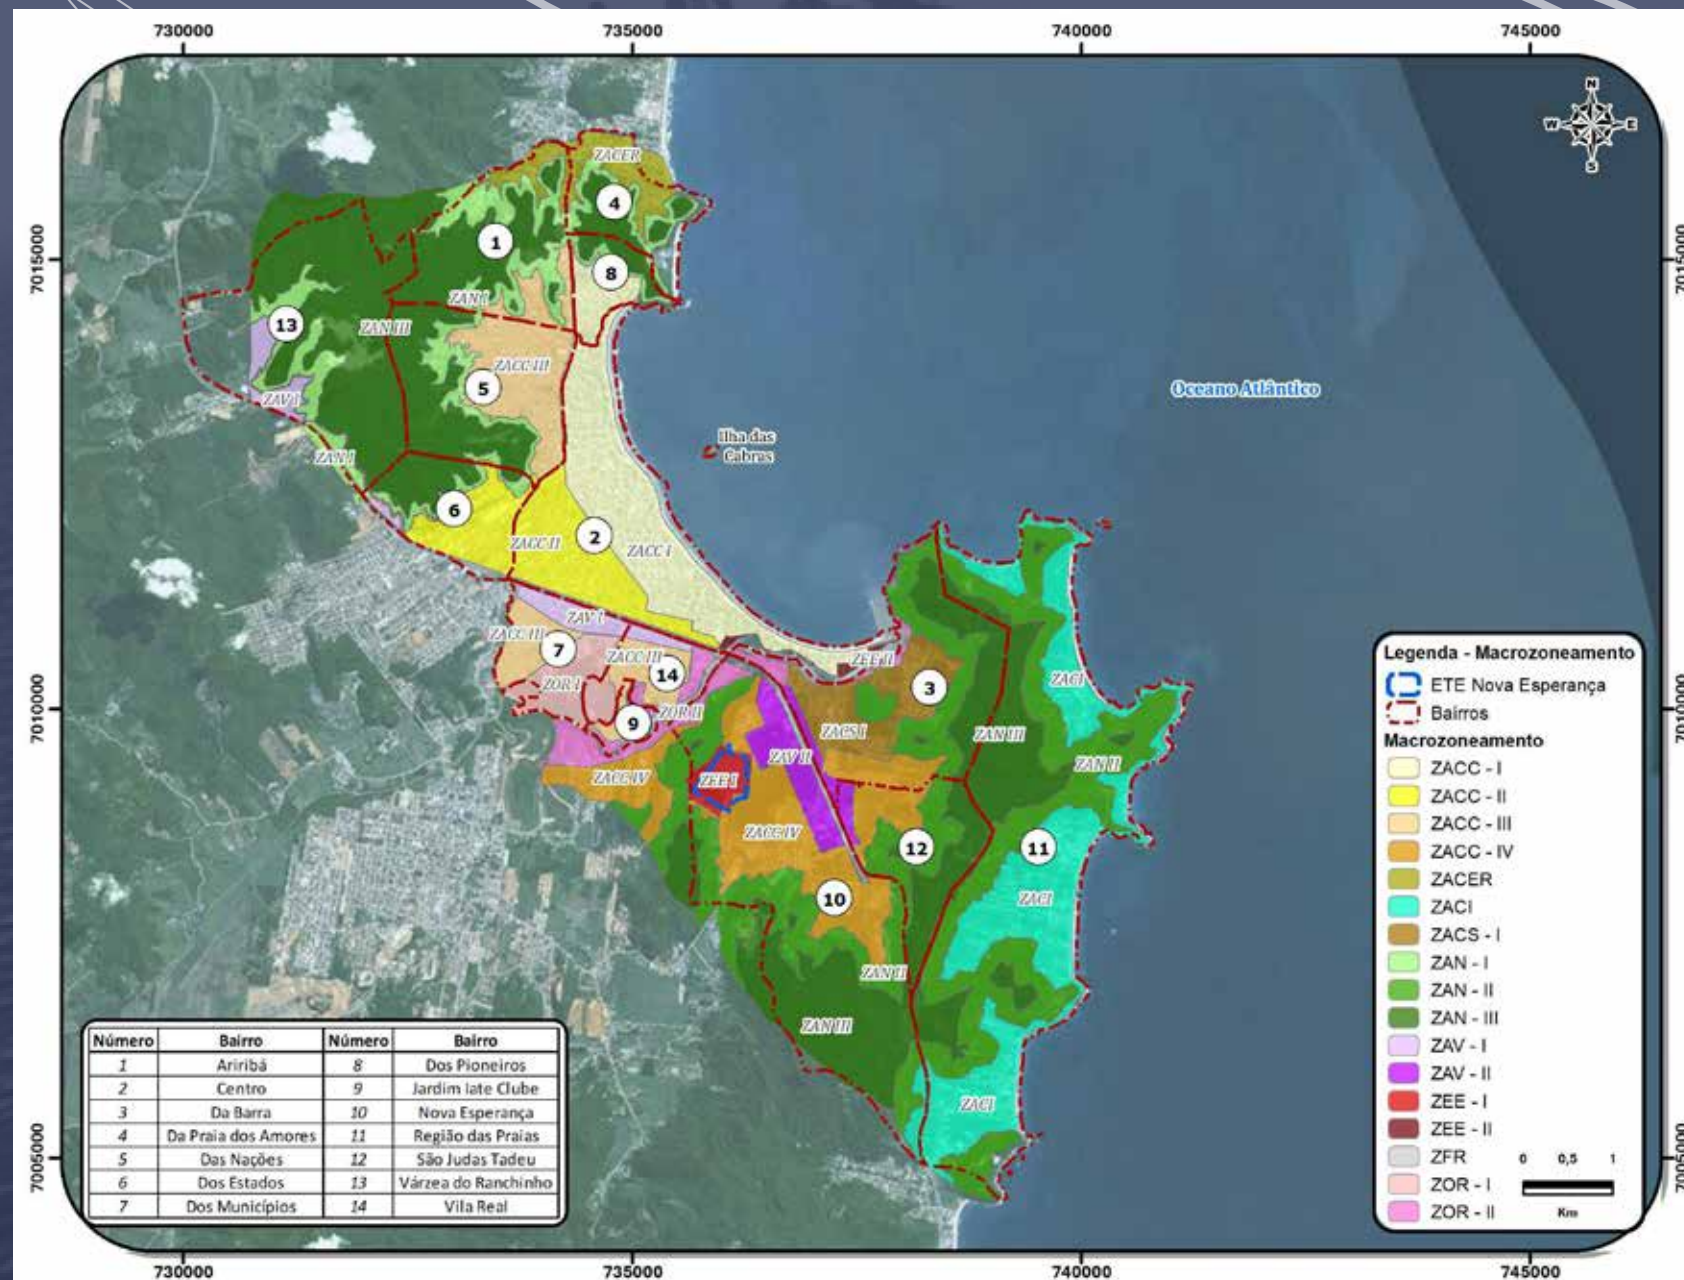 730000 735000 740000 745000
N
W E
S
7015000 7015000
7010000 7010000
7005000 7005000
ZACER
4
1
8
ZAN I
13
ZAN III
ZACC III
5
ZAV I
ZAN I
6
ZACC II
2
ZACC I
Oceano Atlântico
Ilha das
Cabras
ZAV I
ZACC III
7
ZACC III
14
ZOR I
ZOR II
9
ZEE II
3
ZACI
ZACS I
ZAN III
ZAV II
ZAN II
ZACC IV
ZEE I
ZACC IV
12
11
10
ZACI
ZAN II
ZAN III
ZACI
Legenda - Macrozoneamento
ETE Nova Esperança
Bairros
Macrozoneamento
ZACC - I
ZACC - II
ZACC - III
ZACC - IV
ZACER
ZACI
ZACS - I
ZAN - I
ZAN - II
ZAN - III
ZAV - I
ZAV - II
ZEE - I
ZEE - II
ZFR
ZOR - I
ZOR - II
0 0,5 1
Km
Número Bairro Número Bairro
1 Ariribá 8 Dos Pioneiros
2 Centro 9 Jardim Iate Clube
3 Da Barra 10 Nova Esperança
4 Da Praia dos Amores 11 Região das Praias
5 Das Nações 12 São Judas Tadeu
6 Dos Estados 13 Várzea do Ranchinho
7 Dos Municípios 14 Vila Real
730000 735000 740000 745000